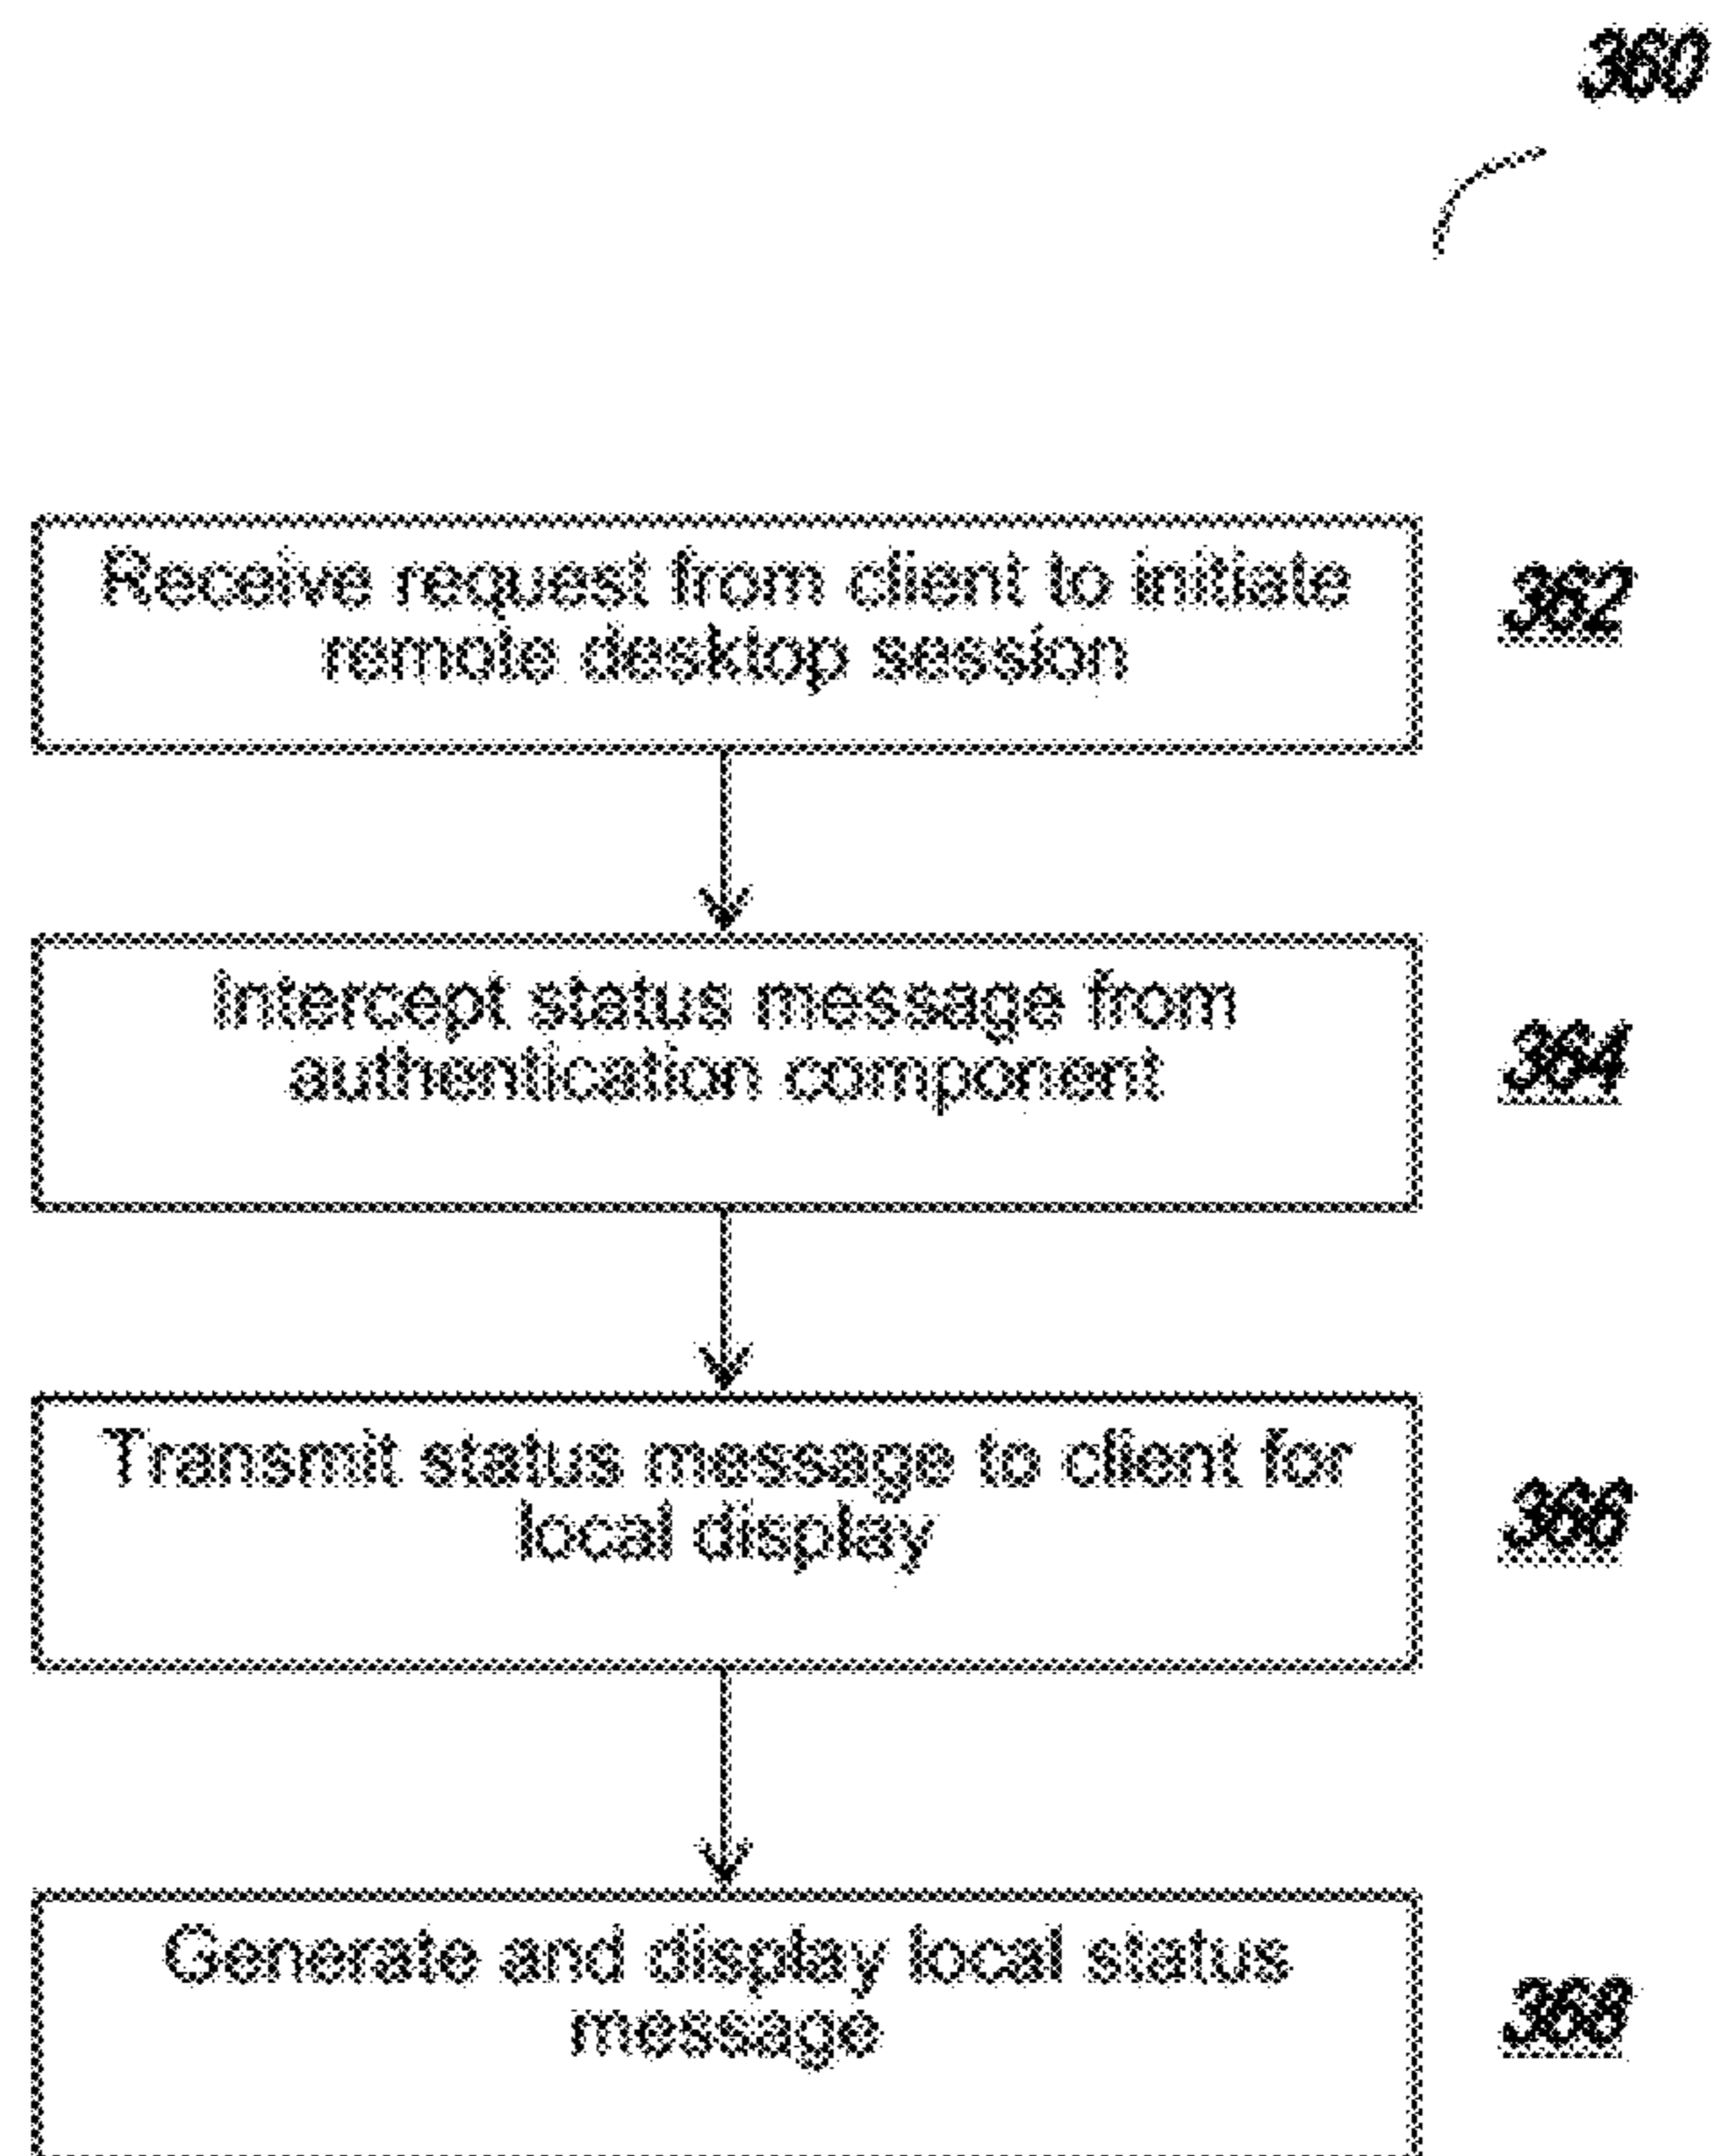 360
Receive request from client to initiate
remote desktop session
362
Intercept status message from
authentication component
364
Transmit status message to client for
local display
366
Generate and display local status
message
368